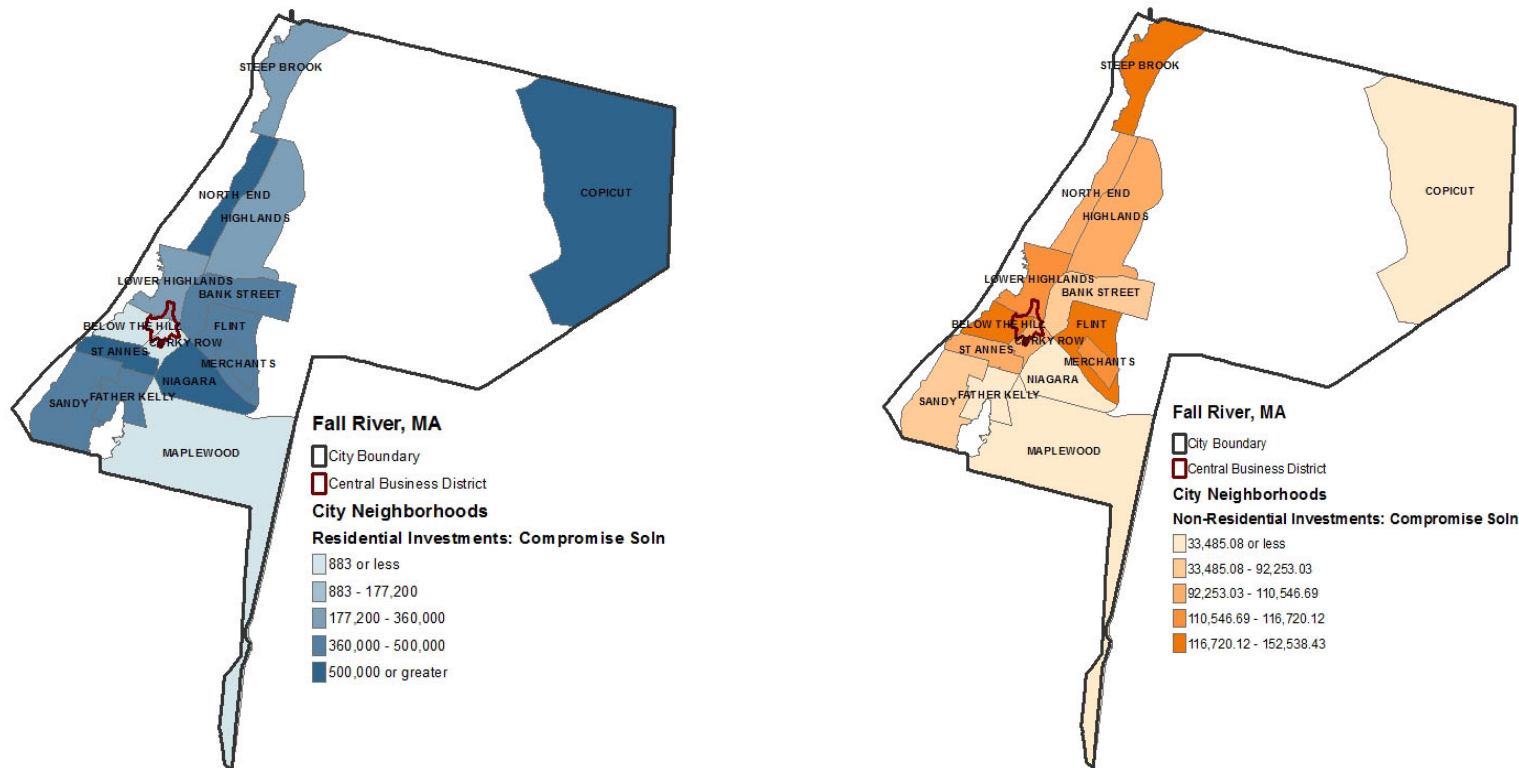 STEEP BROOK
COPICUT
NORTH END
HIGHLANDS
LOWER HIGHLANDS
BANK STREET
BELOW THE HILL
FLINT
CORKY ROW
ST ANNES
MERCHANTS
NIAGARA
FATHER KELLY
SANDY
MAPLEWOOD
Fall River, MA
City Boundary
Central Business District
City Neighborhoods
Residential Investments: Compromise Soln
883 or less
883 - 177,200
177,200 - 360,000
360,000 - 500,000
500,000 or greater
STEEP BROOK
COPICUT
NORTH END
HIGHLANDS
LOWER HIGHLANDS
BANK STREET
BELOW THE HILL
FLINT
CORKY ROW
ST ANNES
MERCHANTS
NIAGARA
FATHER KELLY
SANDY
MAPLEWOOD
Fall River, MA
City Boundary
Central Business District
City Neighborhoods
Non-Residential Investments: Compromise Soln
33,485.08 or less
33,485.08 - 92,253.03
92,253.03 - 110,546.69
110,546.69 - 116,720.12
116,720.12 - 152,538.43